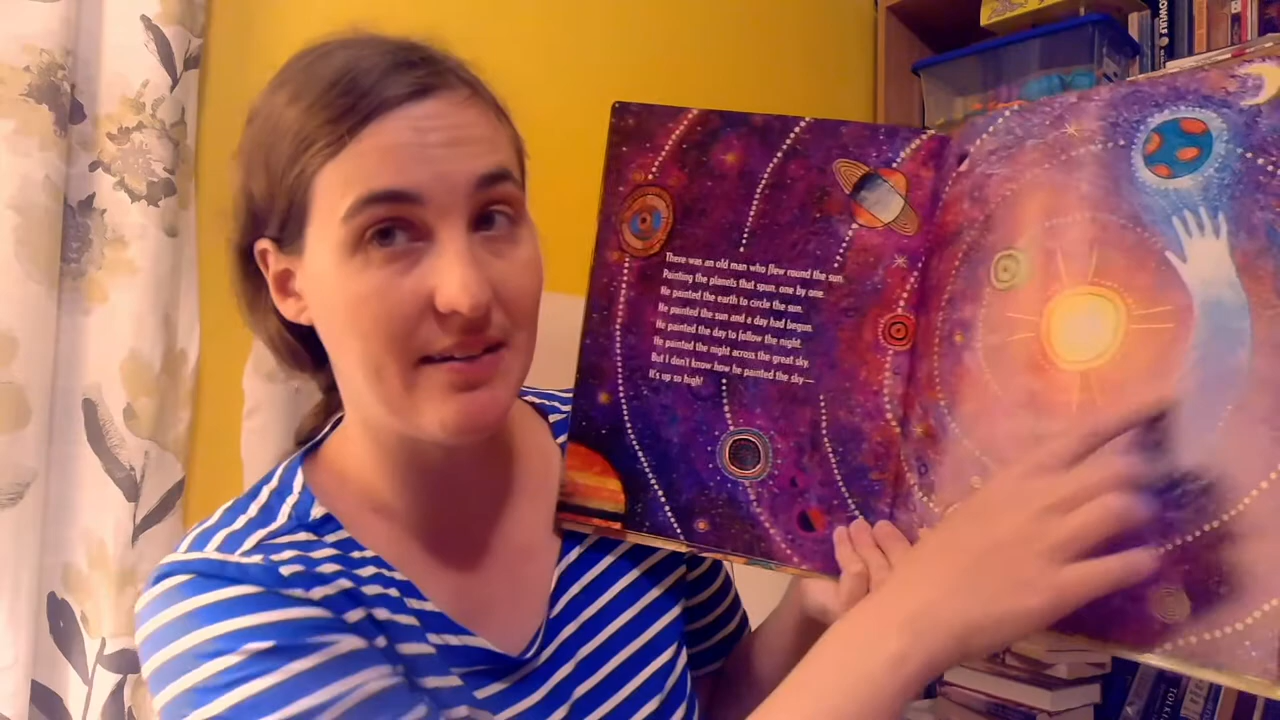 There was an old man who flew round the sun,
Painting the planets that spun, one by one.
He painted the earth to circle the sun.
He painted the sun and a day had begun.
He painted the day to follow the night.
He painted the night across the great sky,
But I don't know how he painted the sky—
It's up so high!